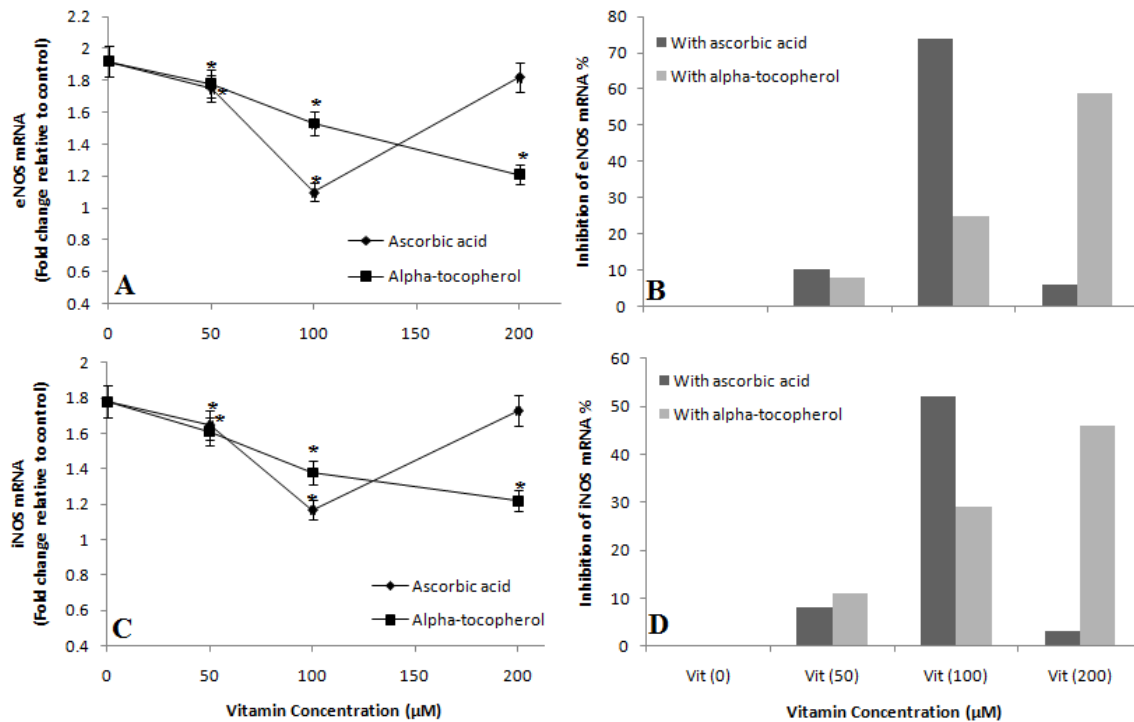 2.2
2
1.8
1.6
1.4
1.2
1
0.8
0.6
0.4
eNOS mRNA
(Fold change relative to control)
*
*
*
*
*
Ascorbic acid
Alpha-tocopherol
A
0
50
100
150
200
80
70
60
50
40
30
20
10
0
Inhibition of eNOS mRNA %
With ascorbic acid
With alpha-tocopherol
B
2
1.8
1.6
1.4
1.2
1
0.8
0.6
0.4
iNOS mRNA
(Fold change relative to control)
*
*
*
*
*
Ascorbic acid
Alpha-tocopherol
C
0
50
100
150
200
Vitamin Concentration (μM)
60
50
40
30
20
10
0
Inhibition of iNOS mRNA %
With ascorbic acid
With alpha-tocopherol
D
Vit (0)
Vit (50)
Vit (100)
Vit (200)
Vitamin Concentration (μM)